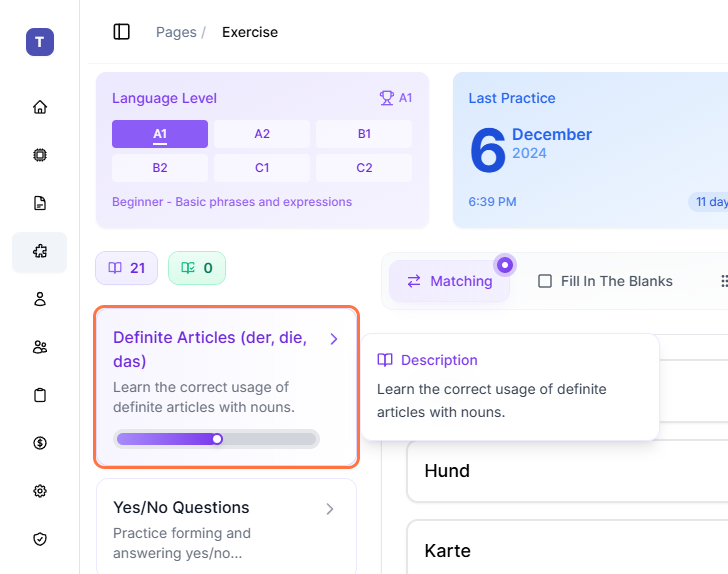 T
Pages / Exercise
Language Level
A1
A1
A2
B1
B2
C1
C2
Beginner - Basic phrases and expressions
Last Practice
6
December
2024
6:39 PM
11 day
21
0
Matching
Fill In The Blanks
Definite Articles (der, die,
das)
Learn the correct usage of
definite articles with nouns.
Description
Learn the correct usage of definite
articles with nouns.
Hund
Yes/No Questions
Practice forming and
answering yes/no...
Karte